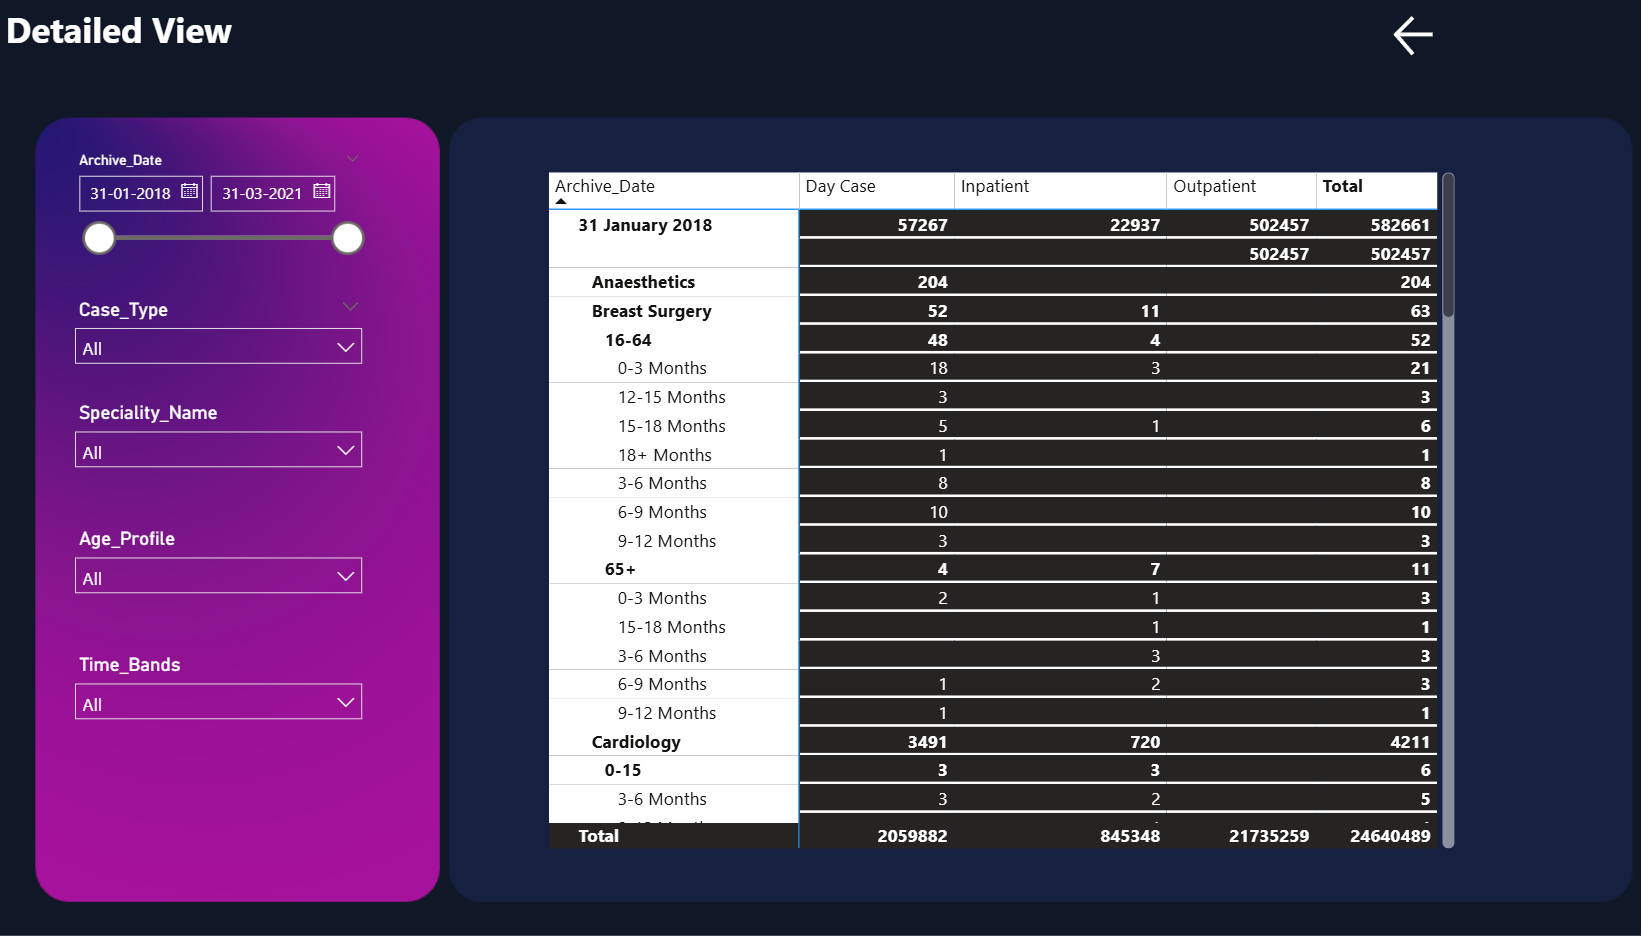 Detailed View
Archive_Date
31-01-2018 31-03-2021
Case_Type
All
Speciality_Name
All
Age_Profile
All
Time_Bands
All
Archive_Date Day Case Inpatient Outpatient Total
31 January 2018 57267 22937 502457 582661
502457 502457
Anaesthetics 204 204
Breast Surgery 52 11 63
16-64 48 4 52
0-3 Months 18 3 21
12-15 Months 3 3
15-18 Months 5 1 6
18+ Months 1 1
3-6 Months 8 8
6-9 Months 10 10
9-12 Months 3 3
65+ 4 7 11
0-3 Months 2 1 3
15-18 Months 1 1
3-6 Months 3 3
6-9 Months 1 2 3
9-12 Months 1 1
Cardiology 3491 720 4211
0-15 3 3 6
3-6 Months 3 2 5
Total 2059882 845348 21735259 24640489